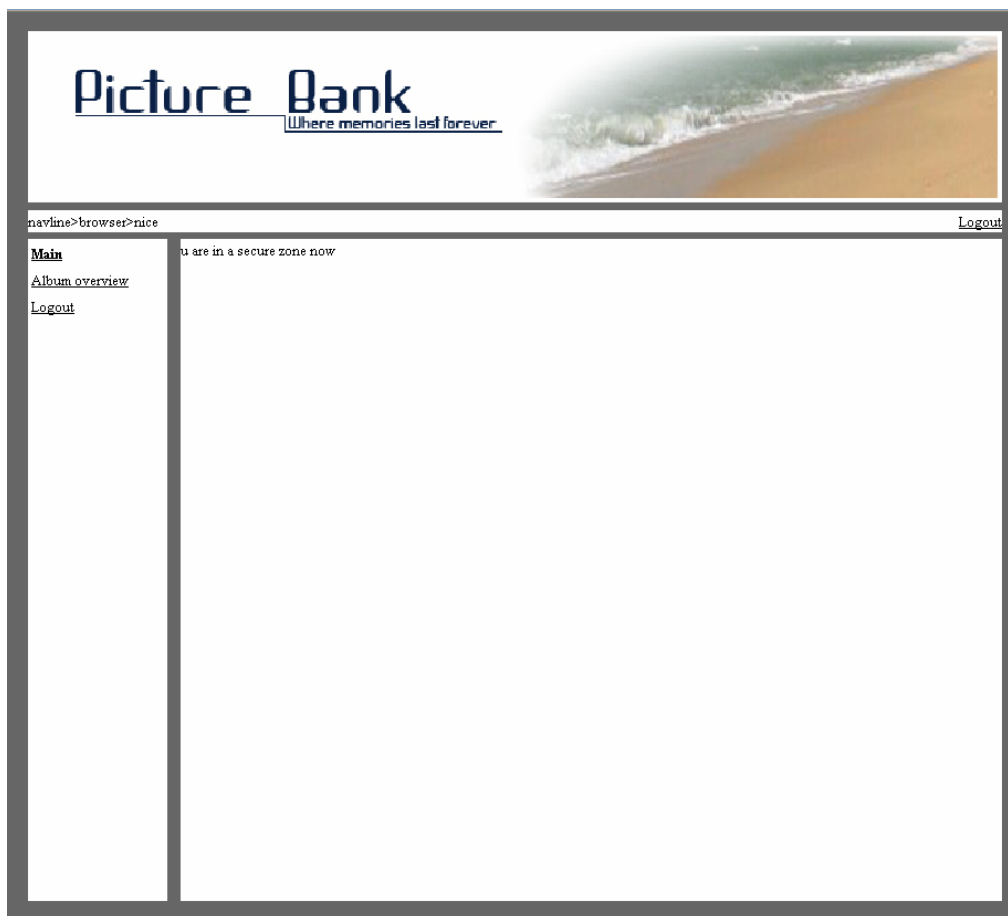 Picture Bank
Where memories last forever
navline>browser>nice Logout
Main
Album overview
Logout
u are in a secure zone now